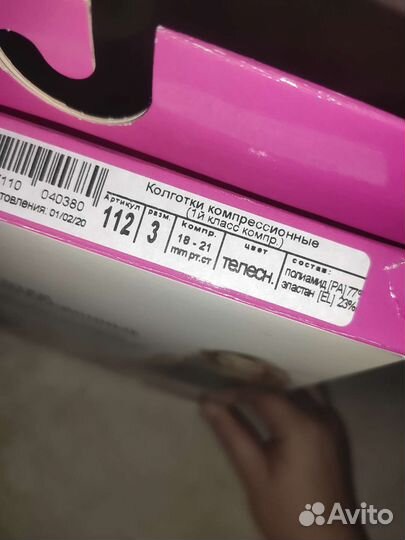 Колготки компрессионные
(1й класс компр.)
110 040380
товления. 01/02/20
Артикул
112
разм.
3
компр.
18 - 21
mm рт.ст
цвет
телесн.
состав:
полиамид [PA] 77%
эластан [EL] 23%
Avito